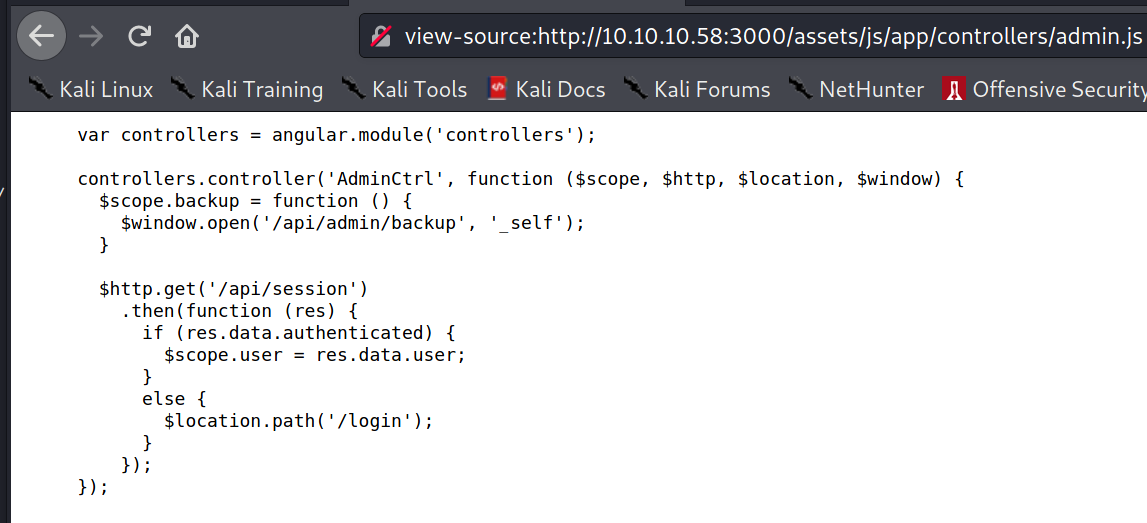 view-source:http://10.10.10.58:3000/assets/js/app/controllers/admin.js
Kali Linux Kali Training Kali Tools Kali Docs Kali Forums NetHunter Offensive Security
var controllers = angular.module('controllers');
controllers.controller('AdminCtrl', function ($scope, $http, $location, $window) {
  $scope.backup = function () {
    $window.open('/api/admin/backup', '_self');
  }
  $http.get('/api/session')
    .then(function (res) {
      if (res.data.authenticated) {
        $scope.user = res.data.user;
      }
      else {
        $location.path('/login');
      }
    });
});